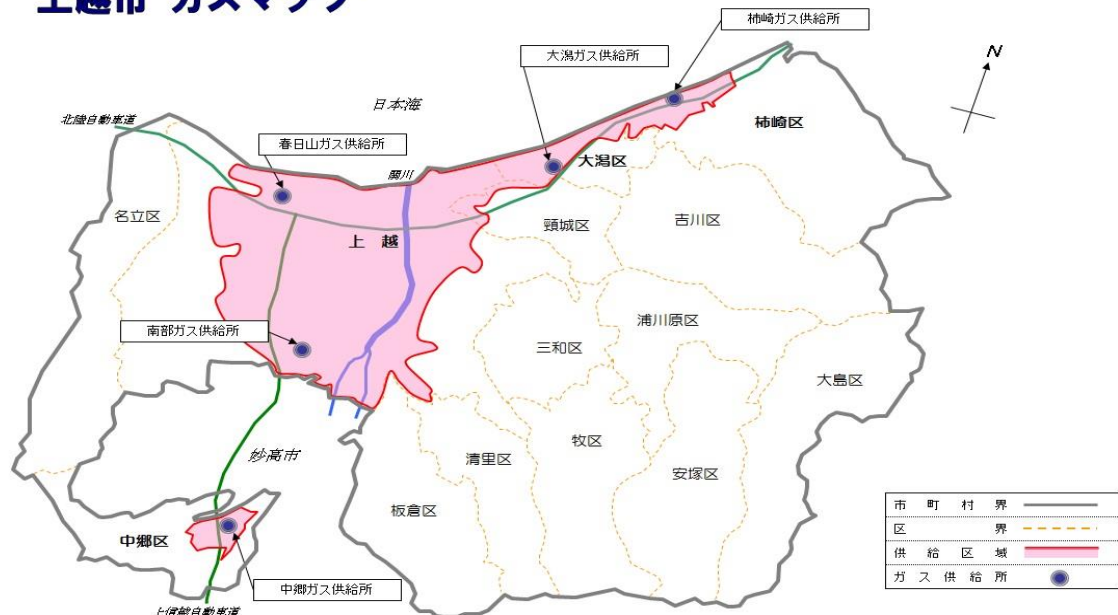 上越市 ガスマップ
柿崎ガス供給所
大潟ガス供給所
N
日本海
北陸自動車道
柿崎区
春日山ガス供給所
大潟区
関川
名立区
頸城区
吉川区
上 越
南部ガス供給所
浦川原区
三和区
大島区
牧区
妙高市
清里区
安塚区
板倉区
市町村界
区界
中郷区
供給区域
ガス供給所
中郷ガス供給所
上信越自動車道